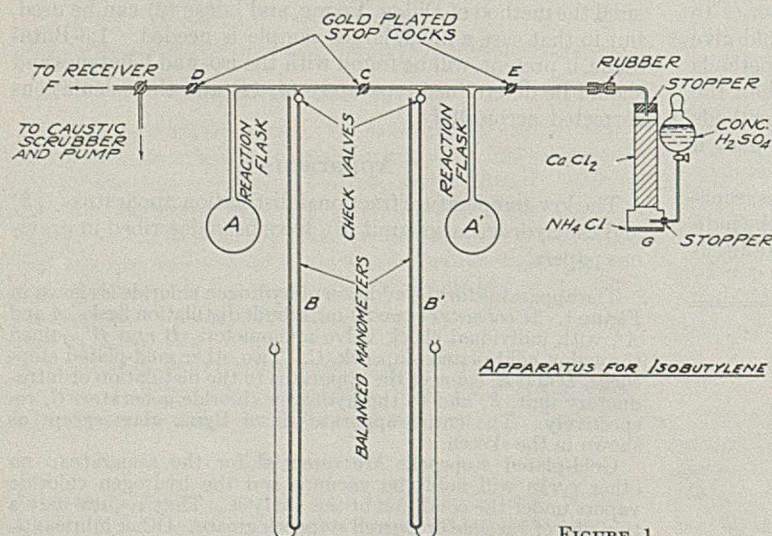 GOLD PLATED
STOP COCKS
TO RECEIVER
F
D
C
E
RUBBER
STOPPER
TO CAUSTIC
SCRUBBER
AND PUMP
REACTION
FLASK
CHECK VALVES
REACTION
FLASK
CONC.
H2SO4
CaCl2
A
A'
NH4Cl
G
STOPPER
B
BALANCED MANOMETERS
B'
APPARATUS FOR ISOBUTYLENE
FIGURE 1